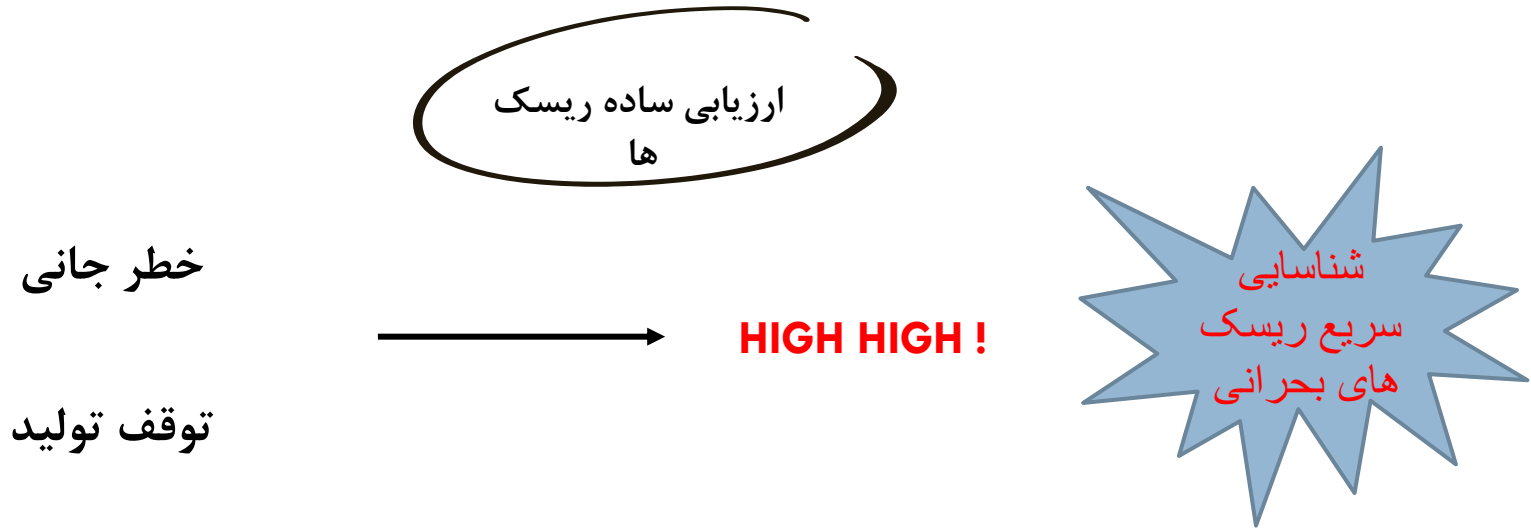 ارزیابی ساده ریسک
ها
خطر جانی
توقف تولید
HIGH HIGH !
شناسایی
سریع ریسک
های بحرانی